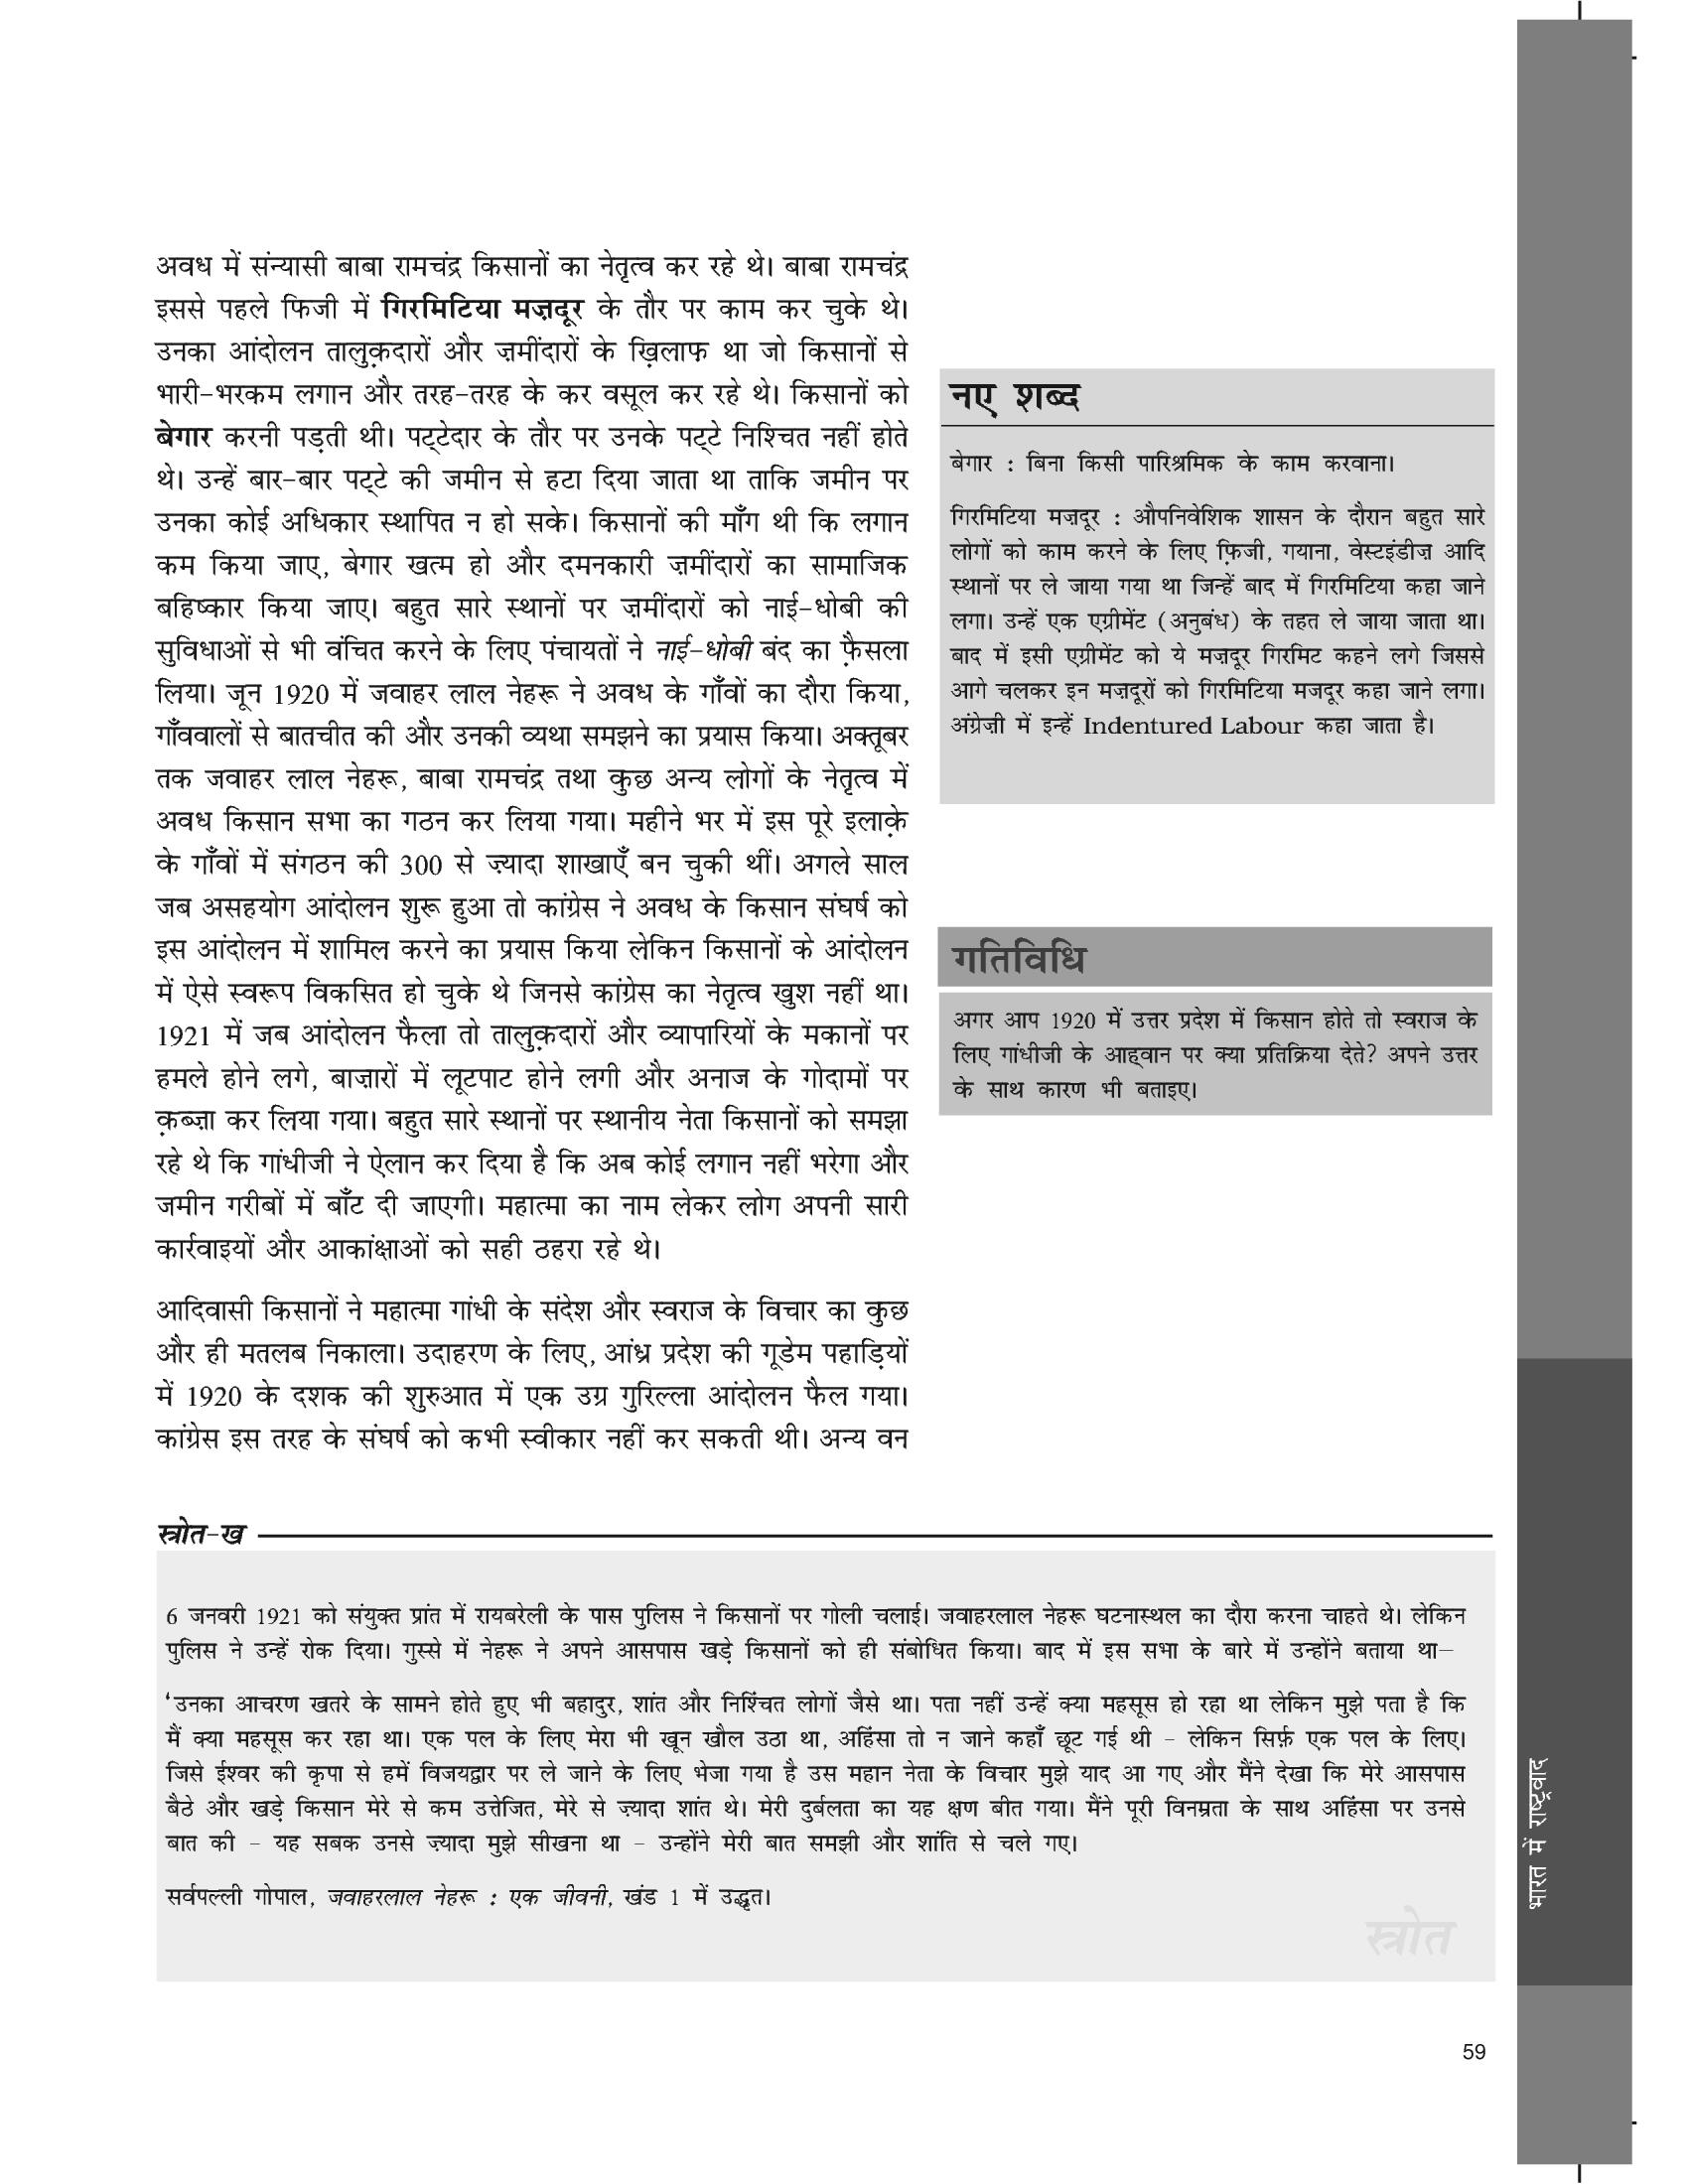 अवध में संन्यासी बाबा रामचंद्र किसानों का नेतृत्व कर रहे थे। बाबा रामचंद्र
इससे पहले फिजी में गिरमिटिया मज़दूर के तौर पर काम कर चुके थे।
उनका आंदोलन तालुक़दारों और ज़मींदारों के ख़िलाफ था जो किसानों से
भारी-भरकम लगान और तरह-तरह के कर वसूल कर रहे थे। किसानों को
बेगार करनी पड़ती थी। पट्टेदार के तौर पर उनके पट्टे निश्चित नहीं होते
थे। उन्हें बार-बार पट्टे की जमीन से हटा दिया जाता था ताकि जमीन पर
उनका कोई अधिकार स्थापित न हो सके। किसानों की माँग थी कि लगान
कम किया जाए, बेगार खत्म हो और दमनकारी ज़मींदारों का सामाजिक
बहिष्कार किया जाए। बहुत सारे स्थानों पर ज़मींदारों को नाई-धोबी की
सुविधाओं से भी वंचित करने के लिए पंचायतों ने नाई-धोबी बंद का फ़ैसला
लिया। जून 1920 में जवाहर लाल नेहरू ने अवध के गाँवों का दौरा किया,
गाँववालों से बातचीत की और उनकी व्यथा समझने का प्रयास किया। अक्तूबर
तक जवाहर लाल नेहरू, बाबा रामचंद्र तथा कुछ अन्य लोगों के नेतृत्व में
अवध किसान सभा का गठन कर लिया गया। महीने भर में इस पूरे इलाक़े
के गाँवों में संगठन की 300 से ज़्यादा शाखाएँ बन चुकी थीं। अगले साल
जब असहयोग आंदोलन शुरू हुआ तो कांग्रेस ने अवध के किसान संघर्ष को
इस आंदोलन में शामिल करने का प्रयास किया लेकिन किसानों के आंदोलन
में ऐसे स्वरूप विकसित हो चुके थे जिनसे कांग्रेस का नेतृत्व खुश नहीं था।
1921 में जब आंदोलन फैला तो तालुक़दारों और व्यापारियों के मकानों पर
हमले होने लगे, बाज़ारों में लूटपाट होने लगी और अनाज के गोदामों पर
क़ब्ज़ा कर लिया गया। बहुत सारे स्थानों पर स्थानीय नेता किसानों को समझा
रहे थे कि गांधीजी ने ऐलान कर दिया है कि अब कोई लगान नहीं भरेगा और
जमीन गरीबों में बाँट दी जाएगी। महात्मा का नाम लेकर लोग अपनी सारी
कार्रवाइयों और आकांक्षाओं को सही ठहरा रहे थे।
आदिवासी किसानों ने महात्मा गांधी के संदेश और स्वराज के विचार का कुछ
और ही मतलब निकाला। उदाहरण के लिए, आंध्र प्रदेश की गूडेम पहाड़ियों
में 1920 के दशक की शुरुआत में एक उग्र गुरिल्ला आंदोलन फैल गया।
कांग्रेस इस तरह के संघर्ष को कभी स्वीकार नहीं कर सकती थी। अन्य वन
नए शब्द
बेगार : बिना किसी पारिश्रमिक के काम करवाना।
गिरमिटिया मज़दूर : औपनिवेशिक शासन के दौरान बहुत सारे
लोगों को काम करने के लिए फ़िजी, गयाना, वेस्टइंडीज़ आदि
स्थानों पर ले जाया गया था जिन्हें बाद में गिरमिटिया कहा जाने
लगा। उन्हें एक एग्रीमेंट (अनुबंध) के तहत ले जाया जाता था।
बाद में इसी एग्रीमेंट को ये मज़दूर गिरमिट कहने लगे जिससे
आगे चलकर इन मज़दूरों को गिरमिटिया मजदूर कहा जाने लगा।
अंग्रेज़ी में इन्हें Indentured Labour कहा जाता है।
गतिविधि
अगर आप 1920 में उत्तर प्रदेश में किसान होते तो स्वराज के
लिए गांधीजी के आह्वान पर क्या प्रतिक्रिया देते? अपने उत्तर
के साथ कारण भी बताइए।
स्त्रोत-ख
6 जनवरी 1921 को संयुक्त प्रांत में रायबरेली के पास पुलिस ने किसानों पर गोली चलाई। जवाहरलाल नेहरू घटनास्थल का दौरा करना चाहते थे। लेकिन
पुलिस ने उन्हें रोक दिया। गुस्से में नेहरू ने अपने आसपास खड़े किसानों को ही संबोधित किया। बाद में इस सभा के बारे में उन्होंने बताया था—
‘उनका आचरण खतरे के सामने होते हुए भी बहादुर, शांत और निश्चिंत लोगों जैसे था। पता नहीं उन्हें क्या महसूस हो रहा था लेकिन मुझे पता है कि
मैं क्या महसूस कर रहा था। एक पल के लिए मेरा भी खून खौल उठा था, अहिंसा तो न जाने कहाँ छूट गई थी - लेकिन सिर्फ़ एक पल के लिए।
जिसे ईश्वर की कृपा से हमें विजयद्वार पर ले जाने के लिए भेजा गया है उस महान नेता के विचार मुझे याद आ गए और मैंने देखा कि मेरे आसपास
बैठे और खड़े किसान मेरे से कम उत्तेजित, मेरे से ज़्यादा शांत थे। मेरी दुर्बलता का यह क्षण बीत गया। मैंने पूरी विनम्रता के साथ अहिंसा पर उनसे
बात की - यह सबक उनसे ज़्यादा मुझे सीखना था - उन्होंने मेरी बात समझी और शांति से चले गए।
सर्वपल्ली गोपाल, जवाहरलाल नेहरू : एक जीवनी, खंड 1 में उद्धृत।
स्त्रोत
भारत में राष्ट्रवाद
59